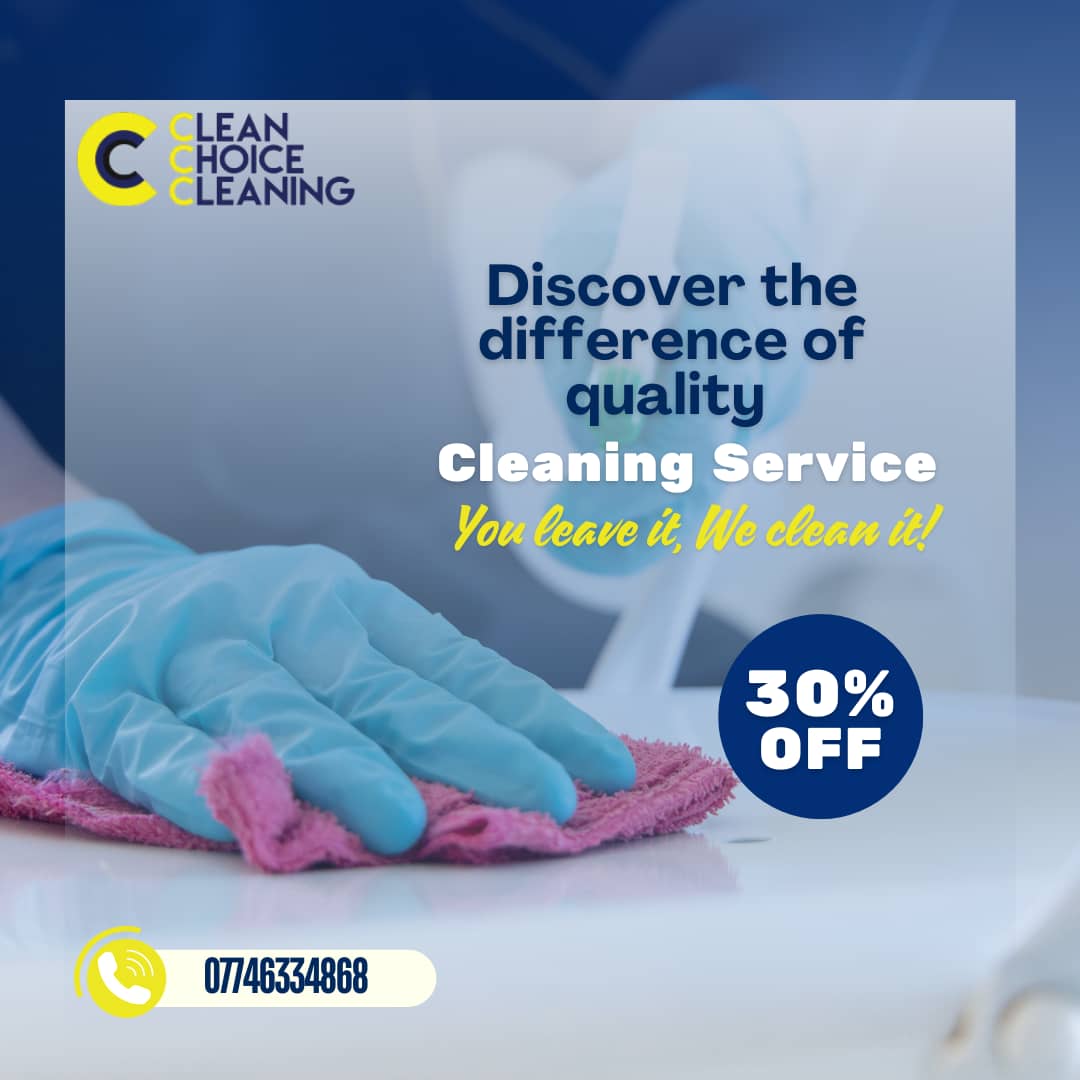 CLEAN
CHOICE
CLEANING
Discover the
difference of
quality
Cleaning Service
You leave it, We clean it!
30%
OFF
07746334868